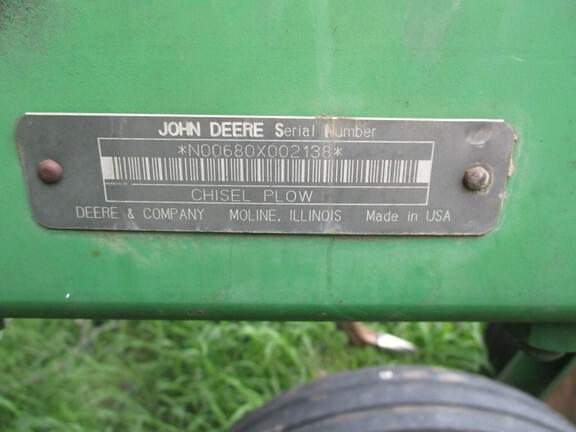 JOHN DEERE Serial Number
*N00680X002138*
CHISEL PLOW
DEERE & COMPANY MOLINE, ILLINOIS Made in USA